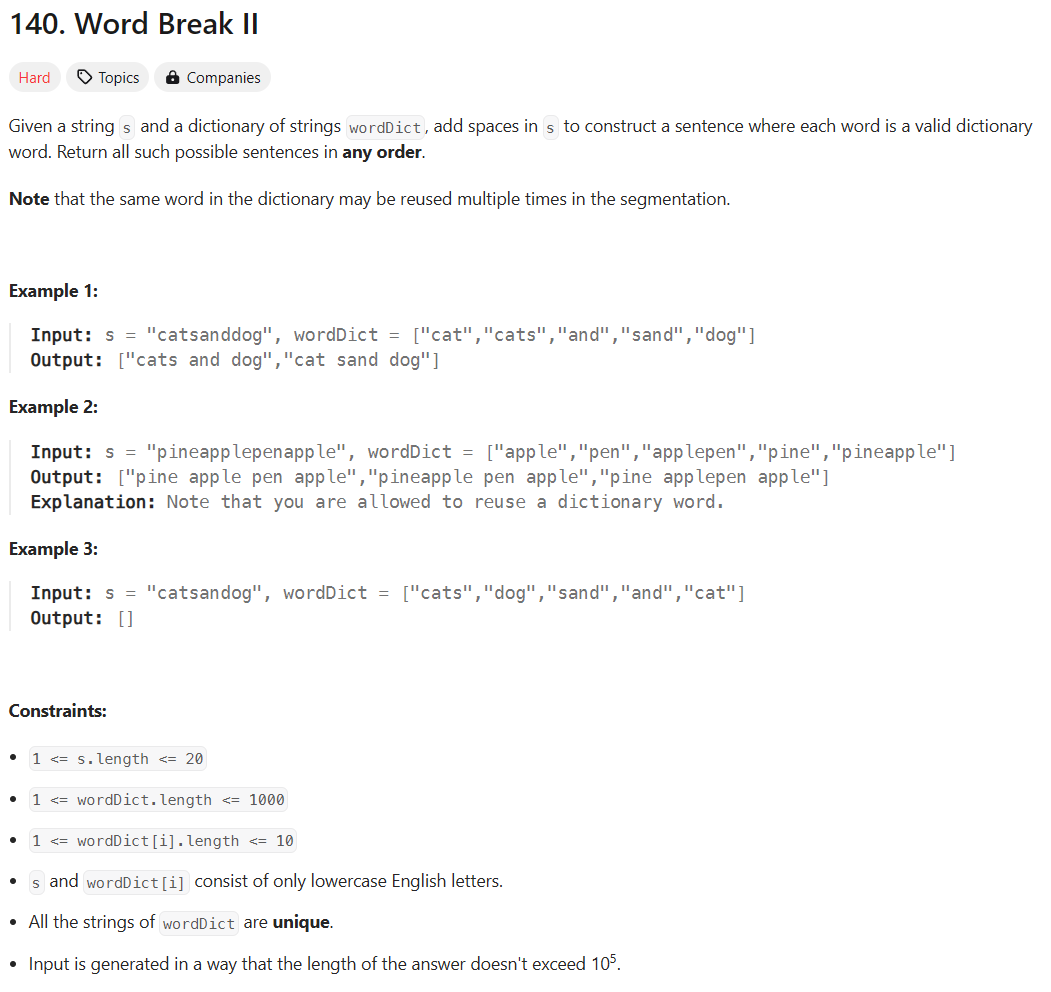 140. Word Break II
Hard Topics Companies
Given a string s and a dictionary of strings wordDict, add spaces in s to construct a sentence where each word is a valid dictionary
word. Return all such possible sentences in any order.
Note that the same word in the dictionary may be reused multiple times in the segmentation.
Example 1:
Input: s = "catsanddog", wordDict = ["cat","cats","and","sand","dog"]
Output: ["cats and dog","cat sand dog"]
Example 2:
Input: s = "pineapplepenapple", wordDict = ["apple","pen","applepen","pine","pineapple"]
Output: ["pine apple pen apple","pineapple pen apple","pine applepen apple"]
Explanation: Note that you are allowed to reuse a dictionary word.
Example 3:
Input: s = "catsandog", wordDict = ["cats","dog","sand","and","cat"]
Output: []
Constraints:
• 1 <= s.length <= 20
• 1 <= wordDict.length <= 1000
• 1 <= wordDict[i].length <= 10
• s and wordDict[i] consist of only lowercase English letters.
• All the strings of wordDict are unique.
• Input is generated in a way that the length of the answer doesn't exceed 10⁵.